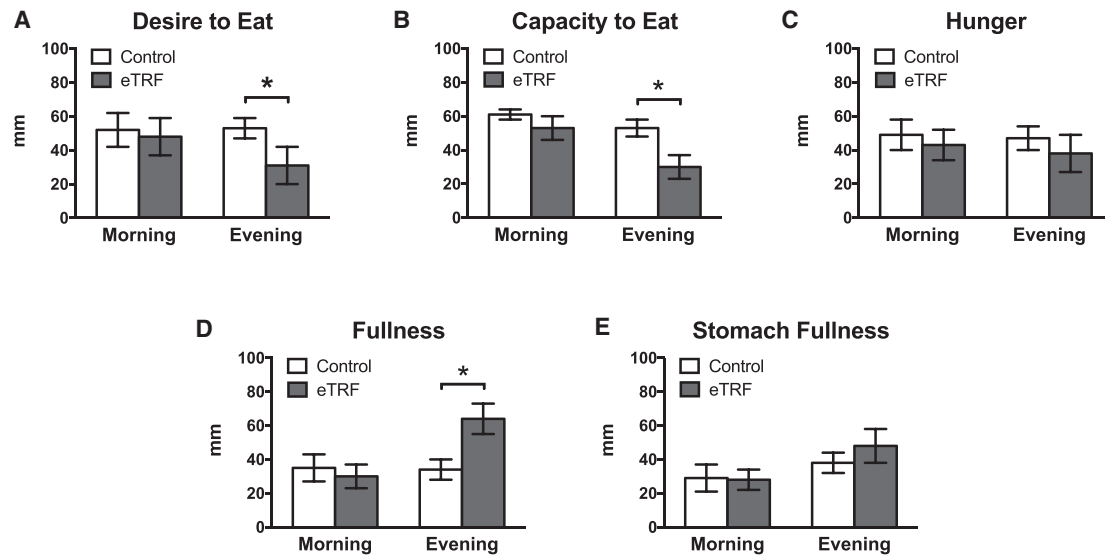 A Desire to Eat
100
80
60
40
20
0
mm
Control
eTRF
*
Morning Evening
B Capacity to Eat
100
80
60
40
20
0
mm
Control
eTRF
*
Morning Evening
C Hunger
100
80
60
40
20
0
mm
Control
eTRF
Morning Evening
D Fullness
100
80
60
40
20
0
mm
Control
eTRF
*
Morning Evening
E Stomach Fullness
100
80
60
40
20
0
mm
Control
eTRF
Morning Evening